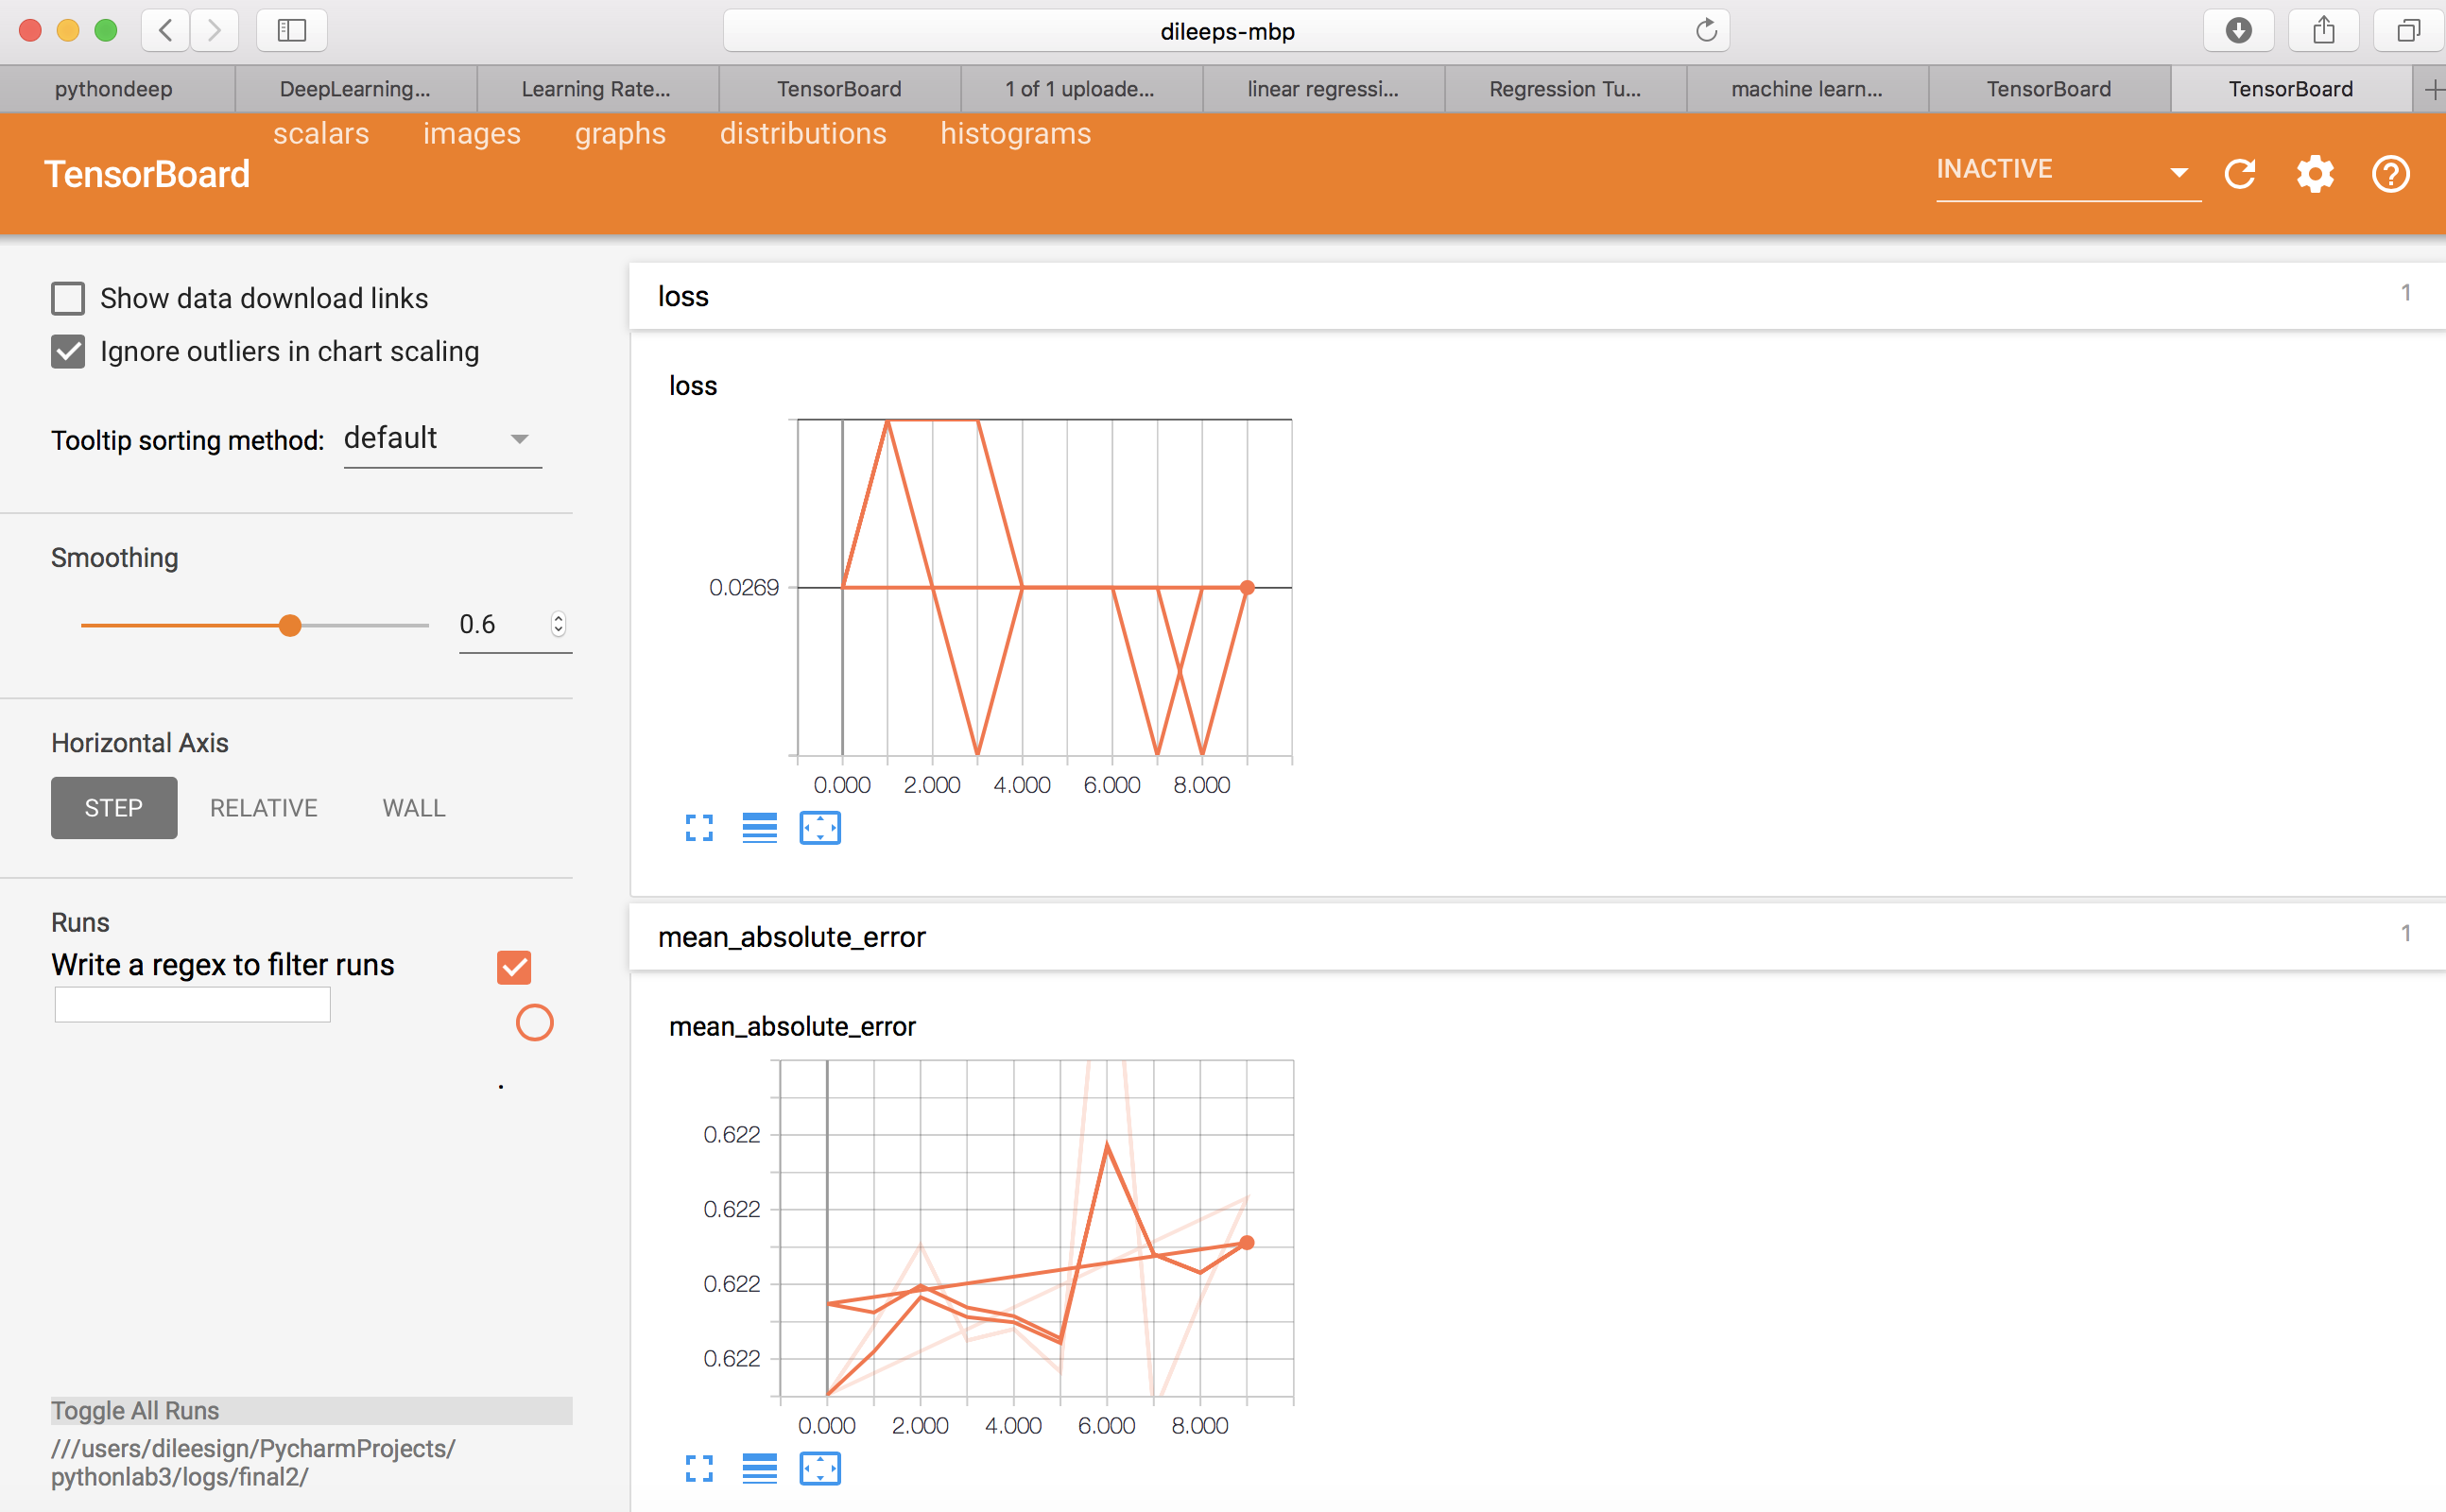 dileeps-mbp
pythondeep
DeepLearning...
Learning Rate...
TensorBoard
1 of 1 uploade...
linear regressi...
Regression Tu...
machine learn...
TensorBoard
TensorBoard
scalars images graphs distributions histograms
TensorBoard
INACTIVE
Show data download links
Ignore outliers in chart scaling
Tooltip sorting method: default
Smoothing
0.6
Horizontal Axis
STEP RELATIVE WALL
Runs
Write a regex to filter runs
.
Toggle All Runs
///users/dileesign/PycharmProjects/
pythonlab3/logs/final2/
loss 1
loss
0.0269
0.000 2.000 4.000 6.000 8.000
mean_absolute_error 1
mean_absolute_error
0.622
0.622
0.622
0.622
0.000 2.000 4.000 6.000 8.000